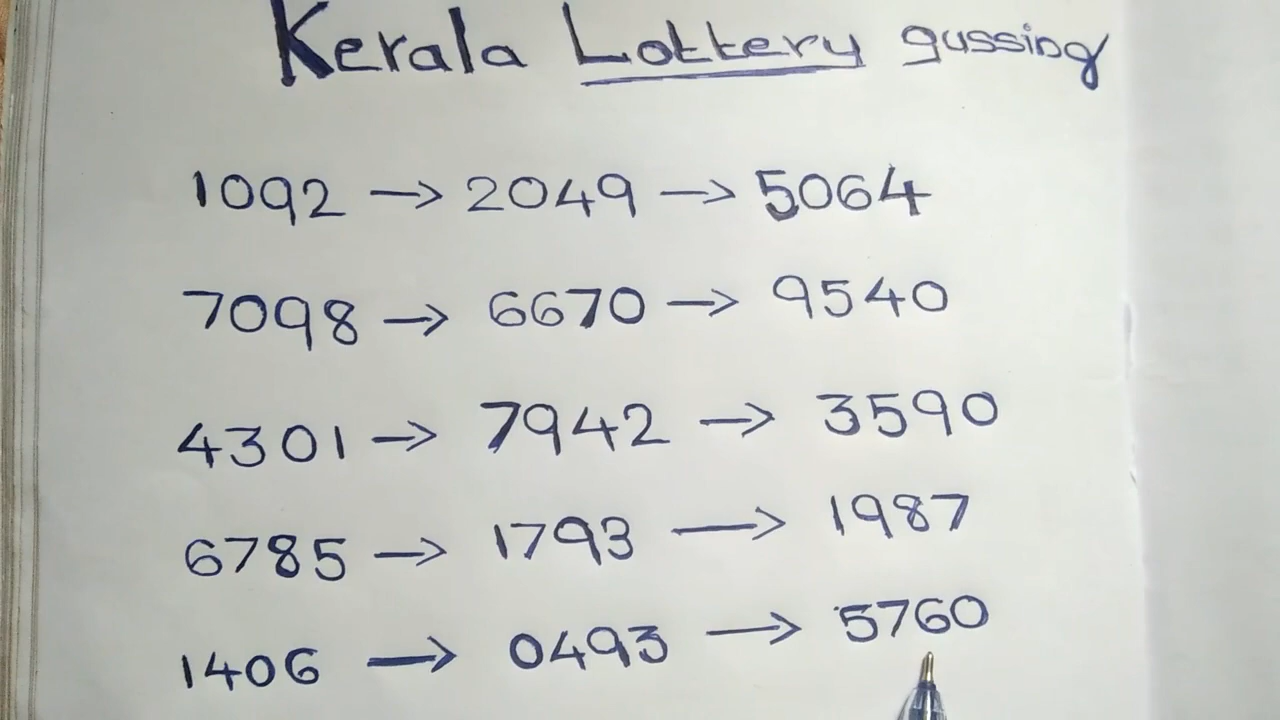 Kerala Lottery gussing
1092 → 2049 → 5064
7098 → 6670 → 9540
4301 → 7942 → 3590
6785 → 1793 → 1987
1406 → 0493 → 5760